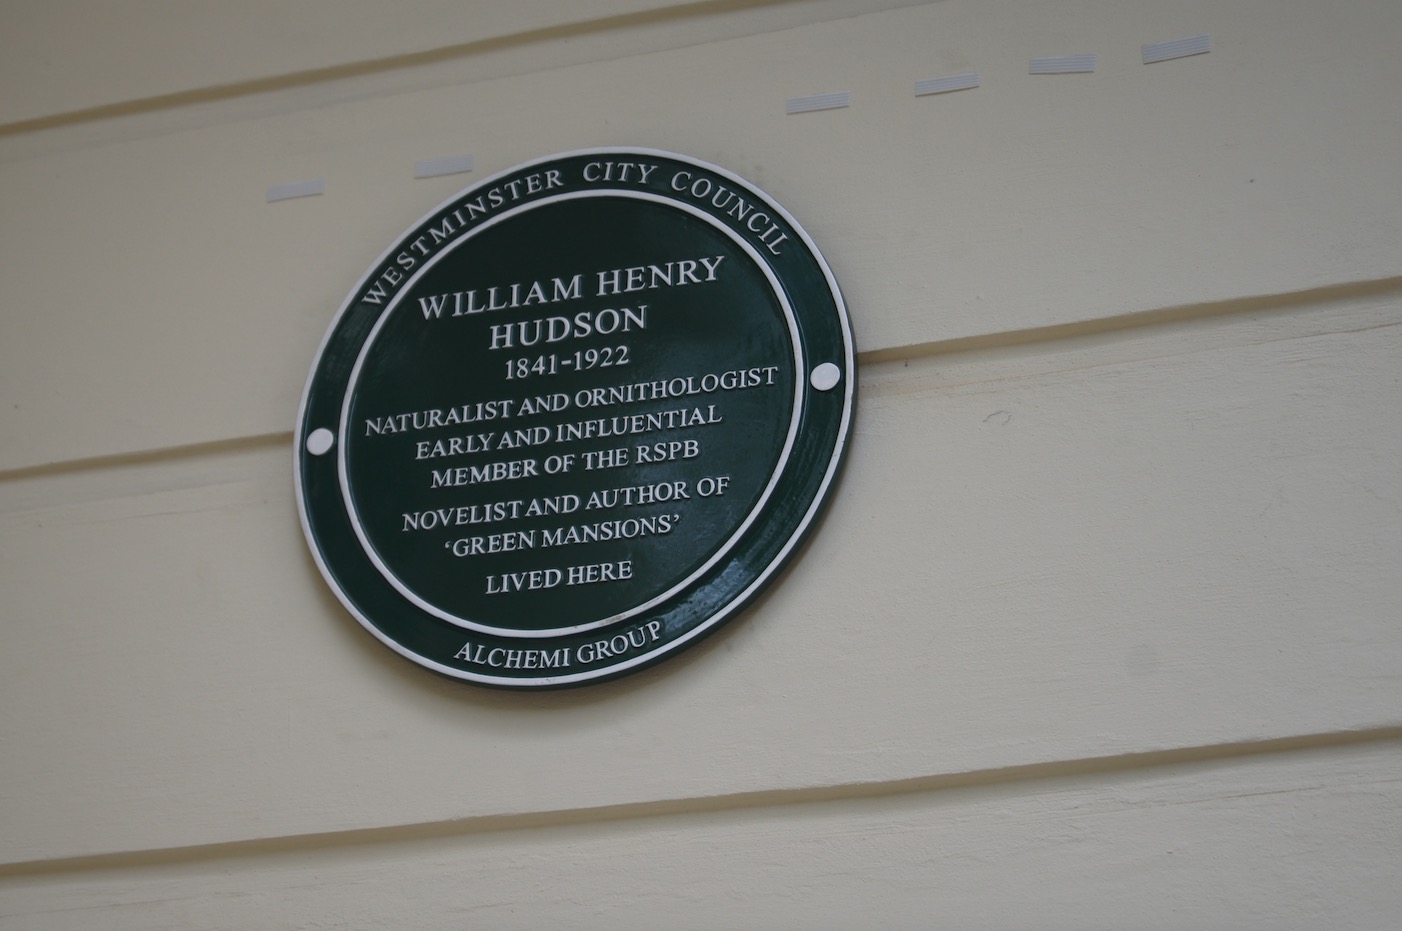 WESTMINSTER CITY COUNCIL
WILLIAM HENRY
HUDSON
1841-1922
NATURALIST AND ORNITHOLOGIST
EARLY AND INFLUENTIAL
MEMBER OF THE RSPB
NOVELIST AND AUTHOR OF
‘GREEN MANSIONS’
LIVED HERE
ALCHEMI GROUP